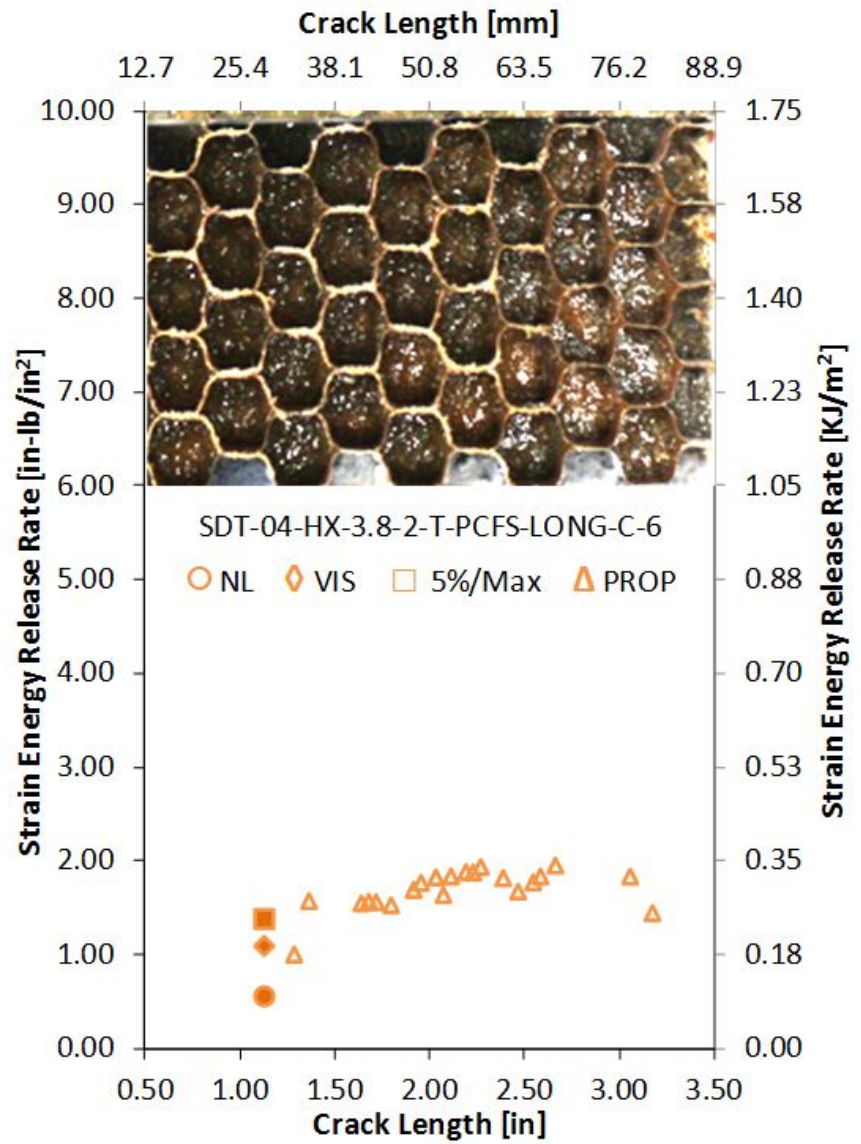 Crack Length [mm]
12.7 25.4 38.1 50.8 63.5 76.2 88.9
Strain Energy Release Rate [in-lb/in²]
10.00
9.00
8.00
7.00
6.00
5.00
4.00
3.00
2.00
1.00
0.00
SDT-04-HX-3.8-2-T-PCFS-LONG-C-6
NL VIS 5%/Max PROP
1.75
1.58
1.40
1.23
1.05
0.88
0.70
0.53
0.35
0.18
0.00
Strain Energy Release Rate [KJ/m²]
0.50 1.00 1.50 2.00 2.50 3.00 3.50
Crack Length [in]